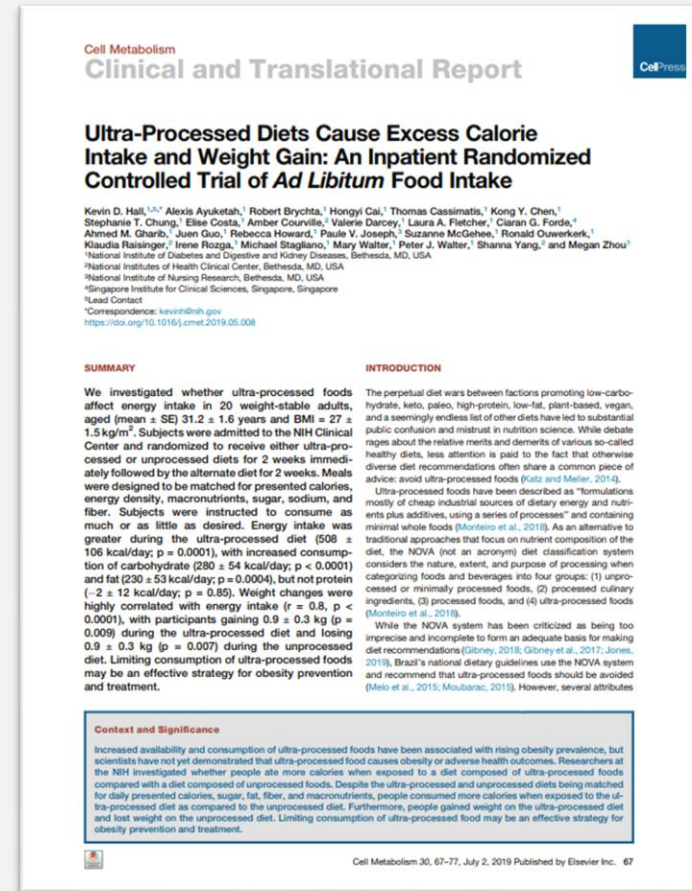 Cell Metabolism
Clinical and Translational Report
CellPress
Ultra-Processed Diets Cause Excess Calorie
Intake and Weight Gain: An Inpatient Randomized
Controlled Trial of Ad Libitum Food Intake
Kevin D. Hall,1,5,* Alexis Ayuketah,1 Robert Brychta,1 Hongyi Cai,1 Thomas Cassimatis,1 Kong Y. Chen,1
Stephanie T. Chung,1 Elise Costa,1 Amber Courville,2 Valerie Darcey,1 Laura A. Fletcher,1 Ciaran G. Forde,4
Ahmed M. Gharib,1 Juen Guo,1 Rebecca Howard,1 Paule V. Joseph,3 Suzanne McGehee,1 Ronald Ouwerkerk,1
Klaudia Raisinger,2 Irene Rozga,1 Michael Stagliano,1 Mary Walter,1 Peter J. Walter,1 Shanna Yang,2 and Megan Zhou1
1National Institute of Diabetes and Digestive and Kidney Diseases, Bethesda, MD, USA
2National Institutes of Health Clinical Center, Bethesda, MD, USA
3National Institute of Nursing Research, Bethesda, MD, USA
4Singapore Institute for Clinical Sciences, Singapore, Singapore
5Lead Contact
*Correspondence: kevinh@nih.gov
https://doi.org/10.1016/j.cmet.2019.05.008
SUMMARY
We investigated whether ultra-processed foods
affect energy intake in 20 weight-stable adults,
aged (mean ± SE) 31.2 ± 1.6 years and BMI = 27 ±
1.5 kg/m2. Subjects were admitted to the NIH Clinical
Center and randomized to receive either ultra-pro-
cessed or unprocessed diets for 2 weeks immedi-
ately followed by the alternate diet for 2 weeks. Meals
were designed to be matched for presented calories,
energy density, macronutrients, sugar, sodium, and
fiber. Subjects were instructed to consume as
much or as little as desired. Energy intake was
greater during the ultra-processed diet (508 ±
106 kcal/day; p = 0.0001), with increased consump-
tion of carbohydrate (280 ± 54 kcal/day; p < 0.0001)
and fat (230 ± 53 kcal/day; p = 0.0004), but not protein
(−2 ± 12 kcal/day; p = 0.85). Weight changes were
highly correlated with energy intake (r = 0.8, p <
0.0001), with participants gaining 0.9 ± 0.3 kg (p =
0.009) during the ultra-processed diet and losing
0.9 ± 0.3 kg (p = 0.007) during the unprocessed
diet. Limiting consumption of ultra-processed foods
may be an effective strategy for obesity prevention
and treatment.
INTRODUCTION
The perpetual diet wars between factions promoting low-carbo-
hydrate, keto, paleo, high-protein, low-fat, plant-based, vegan,
and a seemingly endless list of other diets have led to substantial
public confusion and mistrust in nutrition science. While debate
rages about the relative merits and demerits of various so-called
healthy diets, less attention is paid to the fact that otherwise
diverse diet recommendations often share a common piece of
advice: avoid ultra-processed foods (Katz and Meller, 2014).
Ultra-processed foods have been described as “formulations
mostly of cheap industrial sources of dietary energy and nutri-
ents plus additives, using a series of processes” and containing
minimal whole foods (Monteiro et al., 2018). As an alternative to
traditional approaches that focus on nutrient composition of the
diet, the NOVA (not an acronym) diet classification system
considers the nature, extent, and purpose of processing when
categorizing foods and beverages into four groups: (1) unpro-
cessed or minimally processed foods, (2) processed culinary
ingredients, (3) processed foods, and (4) ultra-processed foods
(Monteiro et al., 2018).
While the NOVA system has been criticized as being too
imprecise and incomplete to form an adequate basis for making
diet recommendations (Gibney, 2018; Gibney et al., 2017; Jones,
2019), Brazil’s national dietary guidelines use the NOVA system
and recommend that ultra-processed foods should be avoided
(Melo et al., 2015; Moubarac, 2015). However, several attributes
Context and Significance
Increased availability and consumption of ultra-processed foods have been associated with rising obesity prevalence, but
scientists have not yet demonstrated that ultra-processed food causes obesity or adverse health outcomes. Researchers at
the NIH investigated whether people ate more calories when exposed to a diet composed of ultra-processed foods
compared with a diet composed of unprocessed foods. Despite the ultra-processed and unprocessed diets being matched
for daily presented calories, sugar, fat, fiber, and macronutrients, people consumed more calories when exposed to the ul-
tra-processed diet as compared to the unprocessed diet. Furthermore, people gained weight on the ultra-processed diet
and lost weight on the unprocessed diet. Limiting consumption of ultra-processed food may be an effective strategy for
obesity prevention and treatment.
Cell Metabolism 30, 67–77, July 2, 2019 Published by Elsevier Inc. 67